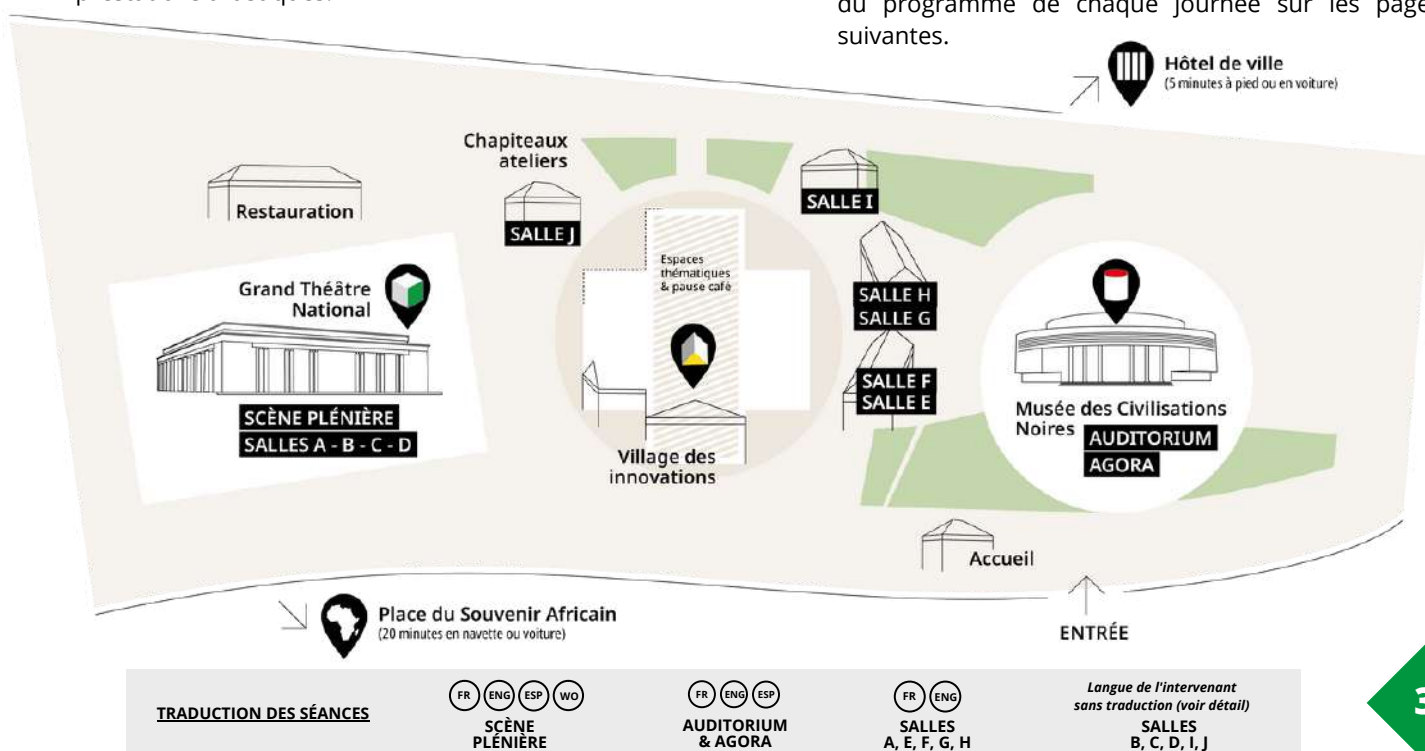 du programme de chaque journée sur les page
suivantes.
Hôtel de ville
(5 minutes à pied ou en voiture)
Chapiteaux
ateliers
Restauration
SALLE J
SALLE I
Espaces
thématiques
& pause café
Grand Théâtre
National
SALLE H
SALLE G
SALLE F
SALLE E
SCÈNE PLÉNIÈRE
SALLES A - B - C - D
Musée des Civilisations
Noires
AUDITORIUM
AGORA
Village des
innovations
Accueil
Place du Souvenir Africain
(20 minutes en navette ou voiture)
ENTRÉE
TRADUCTION DES SÉANCES
FR ENG ESP WO
SCÈNE
PLÉNIÈRE
FR ENG ESP
AUDITORIUM
& AGORA
FR ENG
SALLES
A, E, F, G, H
Langue de l'intervenant
sans traduction (voir détail)
SALLES
B, C, D, I, J
3